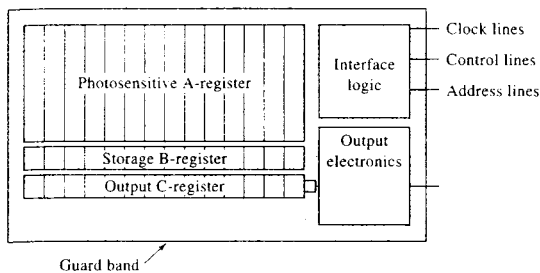 Photosensitive A-register
Storage B-register
Output C-register
Interface
logic
Output
electronics
Clock lines
Control lines
Address lines
Guard band